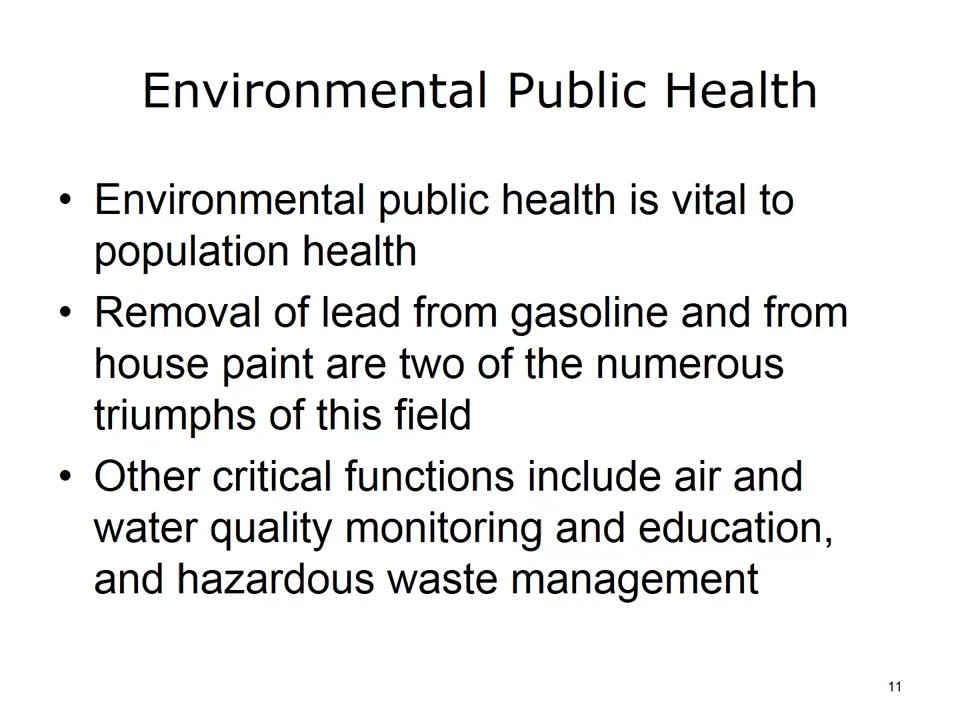 Environmental Public Health
• Environmental public health is vital to
population health
• Removal of lead from gasoline and from
house paint are two of the numerous
triumphs of this field
• Other critical functions include air and
water quality monitoring and education,
and hazardous waste management
11